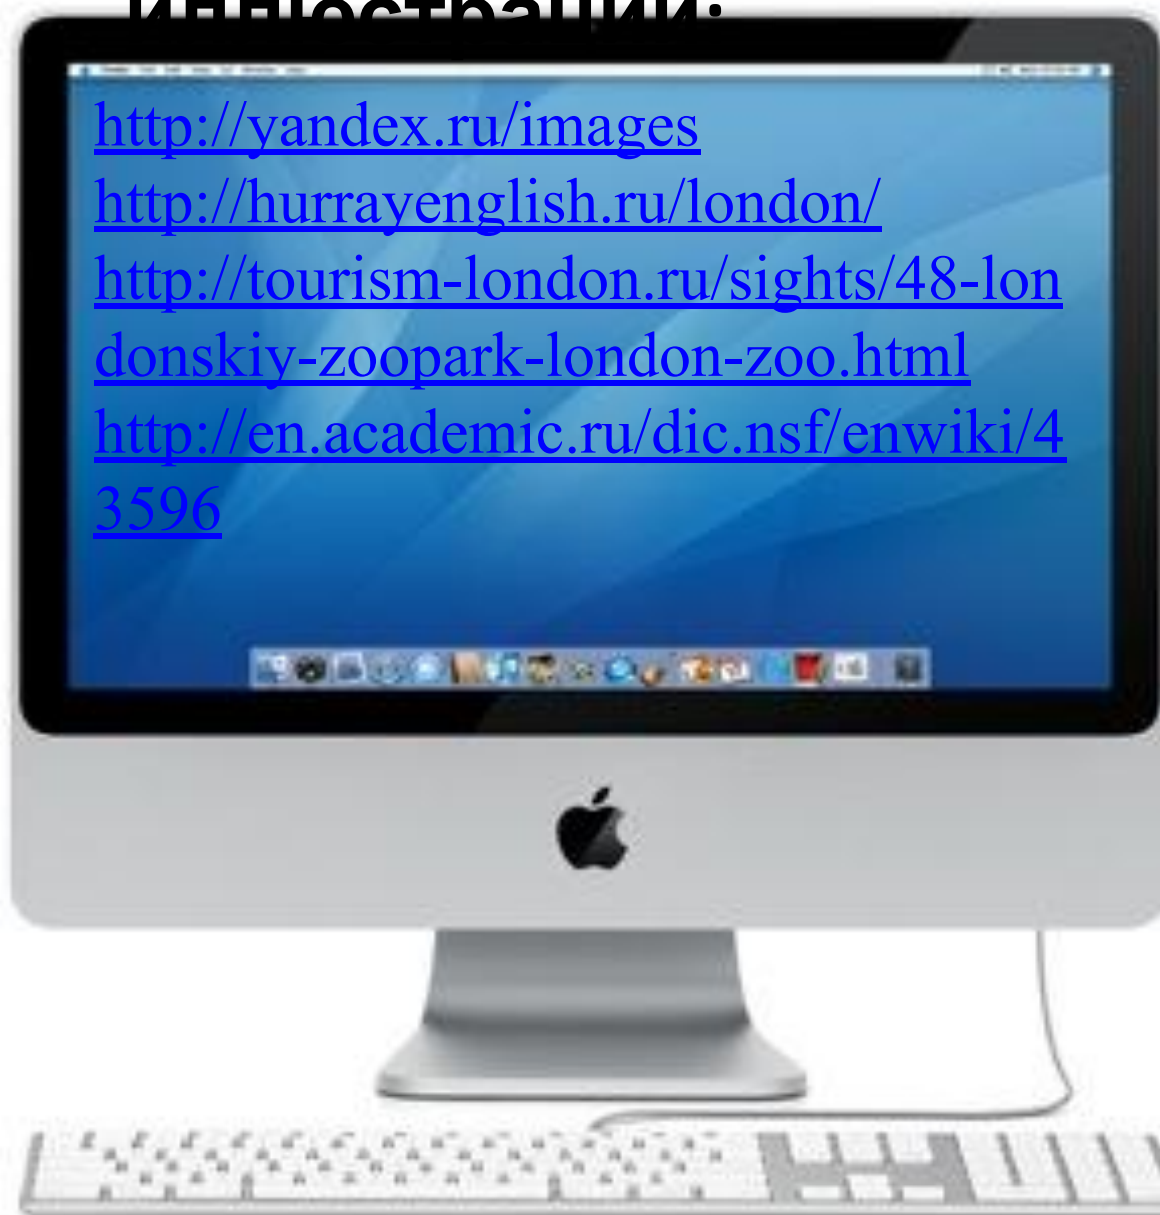 иллюстраций:
http://yandex.ru/images
http://hurrayenglish.ru/london/
http://tourism-london.ru/sights/48-lon
donskiy-zoopark-london-zoo.html
http://en.academic.ru/dic.nsf/enwiki/4
3596